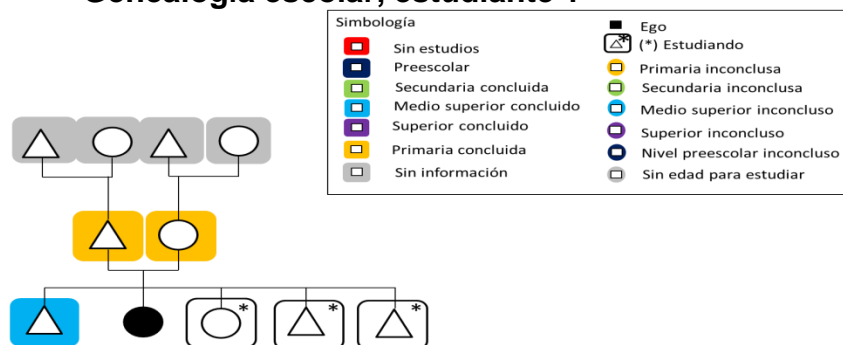 Simbología
Sin estudios
Preescolar
Secundaria concluida
Medio superior concluido
Superior concluido
Primaria concluida
Sin información
Ego
* (*) Estudiando
Primaria inconclusa
Secundaria inconclusa
Medio superior inconcluso
Superior inconcluso
Nivel preescolar inconcluso
Sin edad para estudiar
* * *